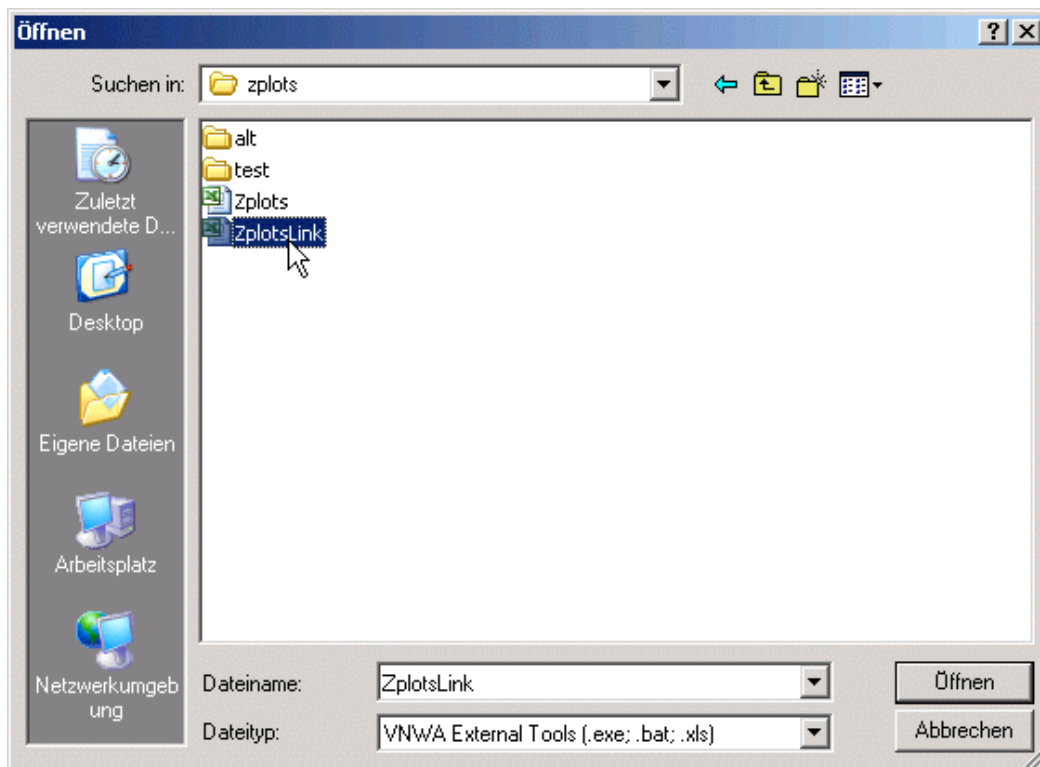 Öffnen
Suchen in:
zplots
Zuletzt
verwendete D...
Desktop
Eigene Dateien
Arbeitsplatz
Netzwerkumgeb
ung
alt
test
Zplots
ZplotsLink
Dateiname:
ZplotsLink
Öffnen
Dateityp:
VNWA External Tools (.exe; .bat; .xls)
Abbrechen